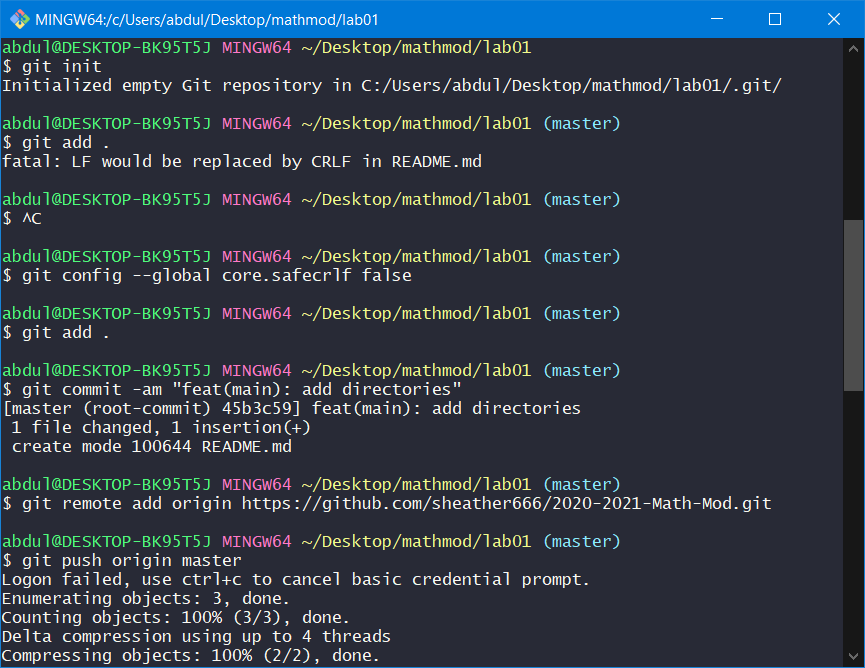 MINGW64:/c/Users/abdul/Desktop/mathmod/lab01
abdul@DESKTOP-BK95T5J MINGW64 ~/Desktop/mathmod/lab01
$ git init
Initialized empty Git repository in C:/Users/abdul/Desktop/mathmod/lab01/.git/
abdul@DESKTOP-BK95T5J MINGW64 ~/Desktop/mathmod/lab01 (master)
$ git add .
fatal: LF would be replaced by CRLF in README.md
abdul@DESKTOP-BK95T5J MINGW64 ~/Desktop/mathmod/lab01 (master)
$ ^C
abdul@DESKTOP-BK95T5J MINGW64 ~/Desktop/mathmod/lab01 (master)
$ git config --global core.safecrlf false
abdul@DESKTOP-BK95T5J MINGW64 ~/Desktop/mathmod/lab01 (master)
$ git add .
abdul@DESKTOP-BK95T5J MINGW64 ~/Desktop/mathmod/lab01 (master)
$ git commit -am "feat(main): add directories"
[master (root-commit) 45b3c59] feat(main): add directories
 1 file changed, 1 insertion(+)
 create mode 100644 README.md
abdul@DESKTOP-BK95T5J MINGW64 ~/Desktop/mathmod/lab01 (master)
$ git remote add origin https://github.com/sheather666/2020-2021-Math-Mod.git
abdul@DESKTOP-BK95T5J MINGW64 ~/Desktop/mathmod/lab01 (master)
$ git push origin master
Logon failed, use ctrl+c to cancel basic credential prompt.
Enumerating objects: 3, done.
Counting objects: 100% (3/3), done.
Delta compression using up to 4 threads
Compressing objects: 100% (2/2), done.